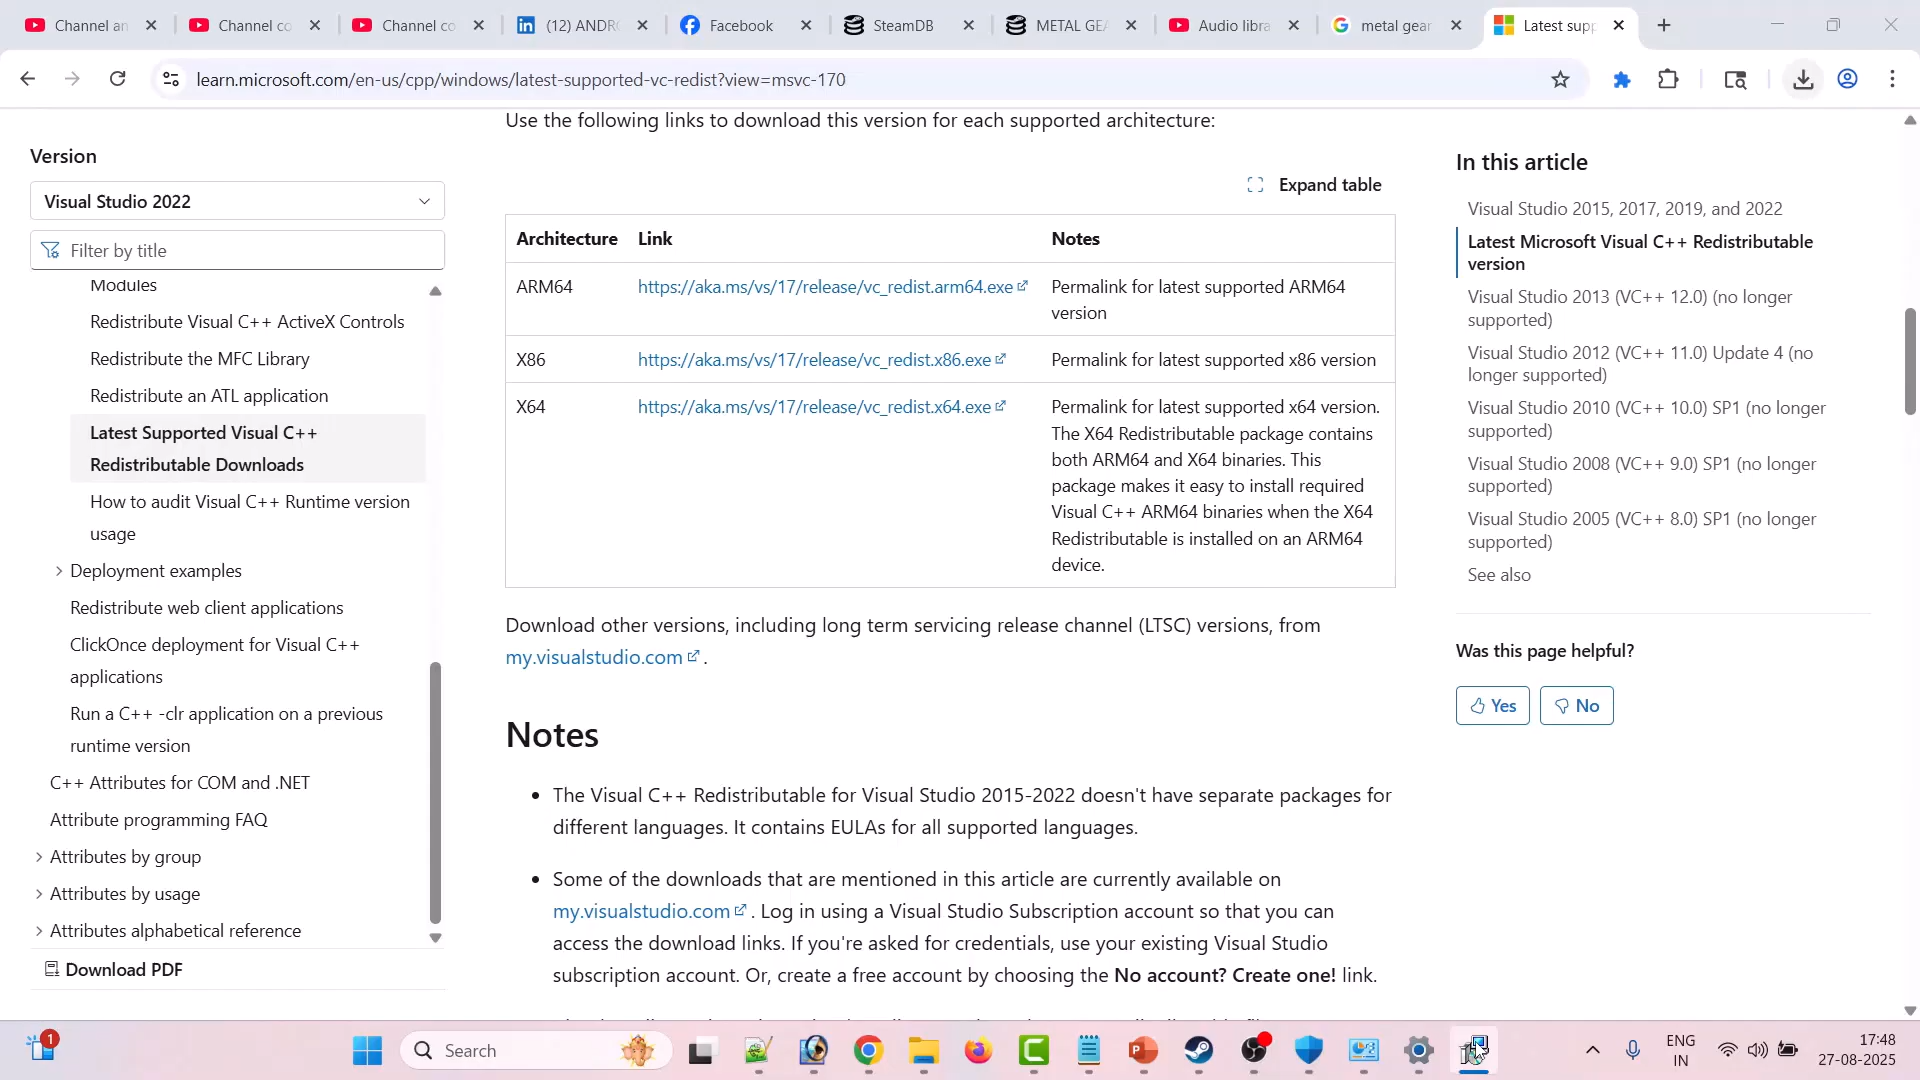 Channel an
Channel co
Channel co
(12) ANDR
Facebook
SteamDB
METAL GEA
Audio libra
metal gear
Latest supp
learn.microsoft.com/en-us/cpp/windows/latest-supported-vc-redist?view=msvc-170
Version
Visual Studio 2022
Filter by title
Modules
Redistribute Visual C++ ActiveX Controls
Redistribute the MFC Library
Redistribute an ATL application
Latest Supported Visual C++
Redistributable Downloads
How to audit Visual C++ Runtime version
usage
Deployment examples
Redistribute web client applications
ClickOnce deployment for Visual C++
applications
Run a C++ -clr application on a previous
runtime version
C++ Attributes for COM and .NET
Attribute programming FAQ
Attributes by group
Attributes by usage
Attributes alphabetical reference
Download PDF
Use the following links to download this version for each supported architecture:
Expand table
Architecture Link Notes
ARM64 https://aka.ms/vs/17/release/vc_redist.arm64.exe Permalink for latest supported ARM64
version
X86 https://aka.ms/vs/17/release/vc_redist.x86.exe Permalink for latest supported x86 version
X64 https://aka.ms/vs/17/release/vc_redist.x64.exe Permalink for latest supported x64 version.
The X64 Redistributable package contains
both ARM64 and X64 binaries. This
package makes it easy to install required
Visual C++ ARM64 binaries when the X64
Redistributable is installed on an ARM64
device.
Download other versions, including long term servicing release channel (LTSC) versions, from
my.visualstudio.com .
Notes
• The Visual C++ Redistributable for Visual Studio 2015-2022 doesn't have separate packages for
different languages. It contains EULAs for all supported languages.
• Some of the downloads that are mentioned in this article are currently available on
my.visualstudio.com . Log in using a Visual Studio Subscription account so that you can
access the download links. If you're asked for credentials, use your existing Visual Studio
subscription account. Or, create a free account by choosing the No account? Create one! link.
In this article
Visual Studio 2015, 2017, 2019, and 2022
Latest Microsoft Visual C++ Redistributable
version
Visual Studio 2013 (VC++ 12.0) (no longer
supported)
Visual Studio 2012 (VC++ 11.0) Update 4 (no
longer supported)
Visual Studio 2010 (VC++ 10.0) SP1 (no longer
supported)
Visual Studio 2008 (VC++ 9.0) SP1 (no longer
supported)
Visual Studio 2005 (VC++ 8.0) SP1 (no longer
supported)
See also
Was this page helpful?
Yes
No
1
Search
ENG
IN
17:48
27-08-2025